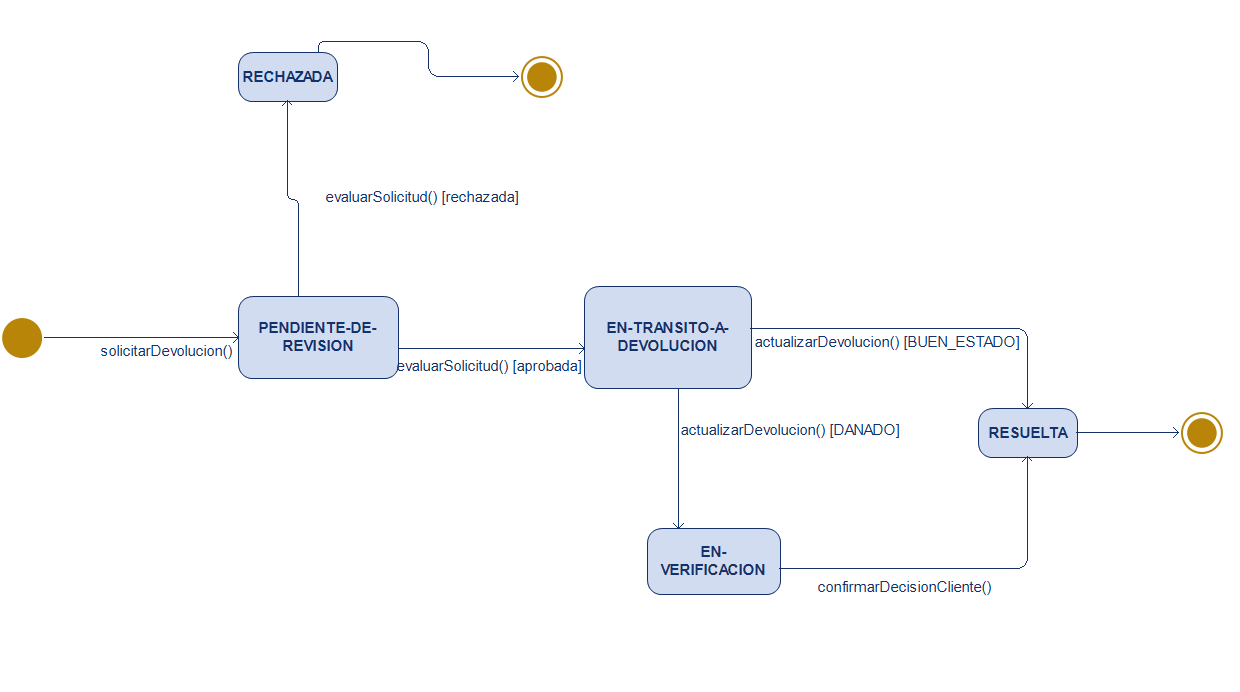 RECHAZADA
evaluarSolicitud() [rechazada]
PENDIENTE-DE-
REVISION
solicitarDevolucion()
evaluarSolicitud() [aprobada]
EN-TRANSITO-A-
DEVOLUCION
actualizarDevolucion() [BUEN_ESTADO]
actualizarDevolucion() [DANADO]
RESUELTA
EN-
VERIFICACION
confirmarDecisionCliente()